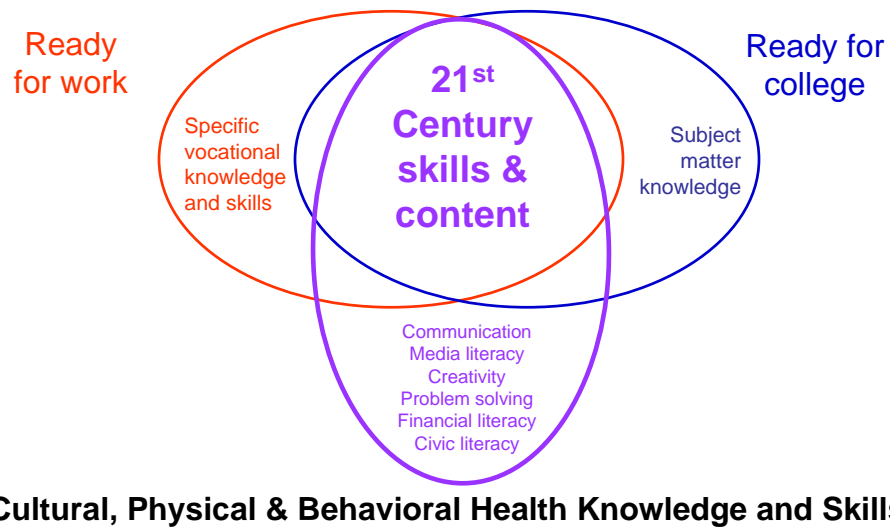 Ready
for work
Ready for
college
21st
Century
skills &
content
Specific
vocational
knowledge
and skills
Subject
matter
knowledge
Communication
Media literacy
Creativity
Problem solving
Financial literacy
Civic literacy
Cultural, Physical & Behavioral Health Knowledge and Skills